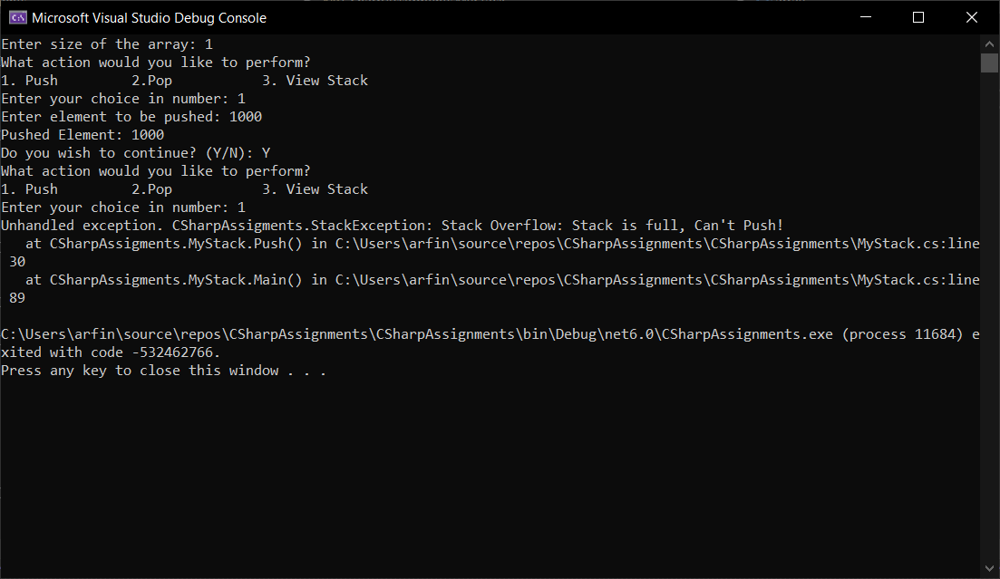 Microsoft Visual Studio Debug Console
Enter size of the array: 1
What action would you like to perform?
1. Push         2.Pop           3. View Stack
Enter your choice in number: 1
Enter element to be pushed: 1000
Pushed Element: 1000
Do you wish to continue? (Y/N): Y
What action would you like to perform?
1. Push         2.Pop           3. View Stack
Enter your choice in number: 1
Unhandled exception. CSharpAssigments.StackException: Stack Overflow: Stack is full, Can't Push!
   at CSharpAssigments.MyStack.Push() in C:\Users\arfin\source\repos\CSharpAssignments\CSharpAssignments\MyStack.cs:line
 30
   at CSharpAssigments.MyStack.Main() in C:\Users\arfin\source\repos\CSharpAssignments\CSharpAssignments\MyStack.cs:line
 89
C:\Users\arfin\source\repos\CSharpAssignments\CSharpAssignments\bin\Debug\net6.0\CSharpAssignments.exe (process 11684) e
xited with code -532462766.
Press any key to close this window . . .